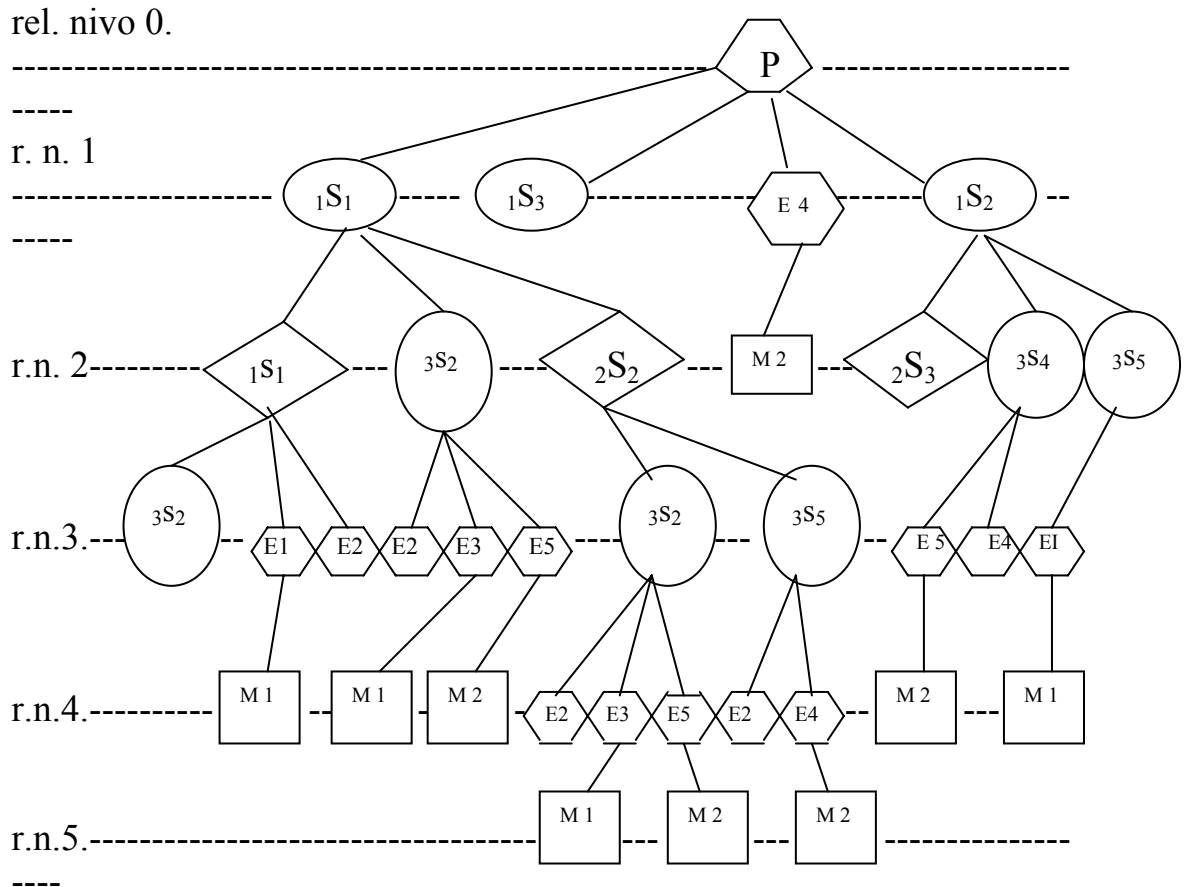 rel. nivo 0.
P
r. n. 1
₁S₁ ₁S₃ E 4 ₁S₂
r.n. 2 ₁s₁ ₃s₂ ₂S₂ M 2 ₂S₃ ₃s₄ ₃s₅
r.n.3. ₃s₂ E1 E2 E2 E3 E5 ₃s₂ ₃s₅ E 5 E4 EI
r.n.4. M 1 M 1 M 2 E2 E3 E5 E2 E4 M 2 M 1
r.n.5. M 1 M 2 M 2